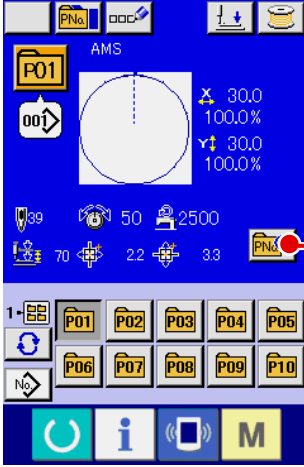 PNo.
AMS
P01
001
X 30.0
100.0%
Y 30.0
100.0%
39 50 2500
70 2.2 3.3
PNo.
1-
P01 P02 P03 P04 P05
P06 P07 P08 P09 P10
No.
i M